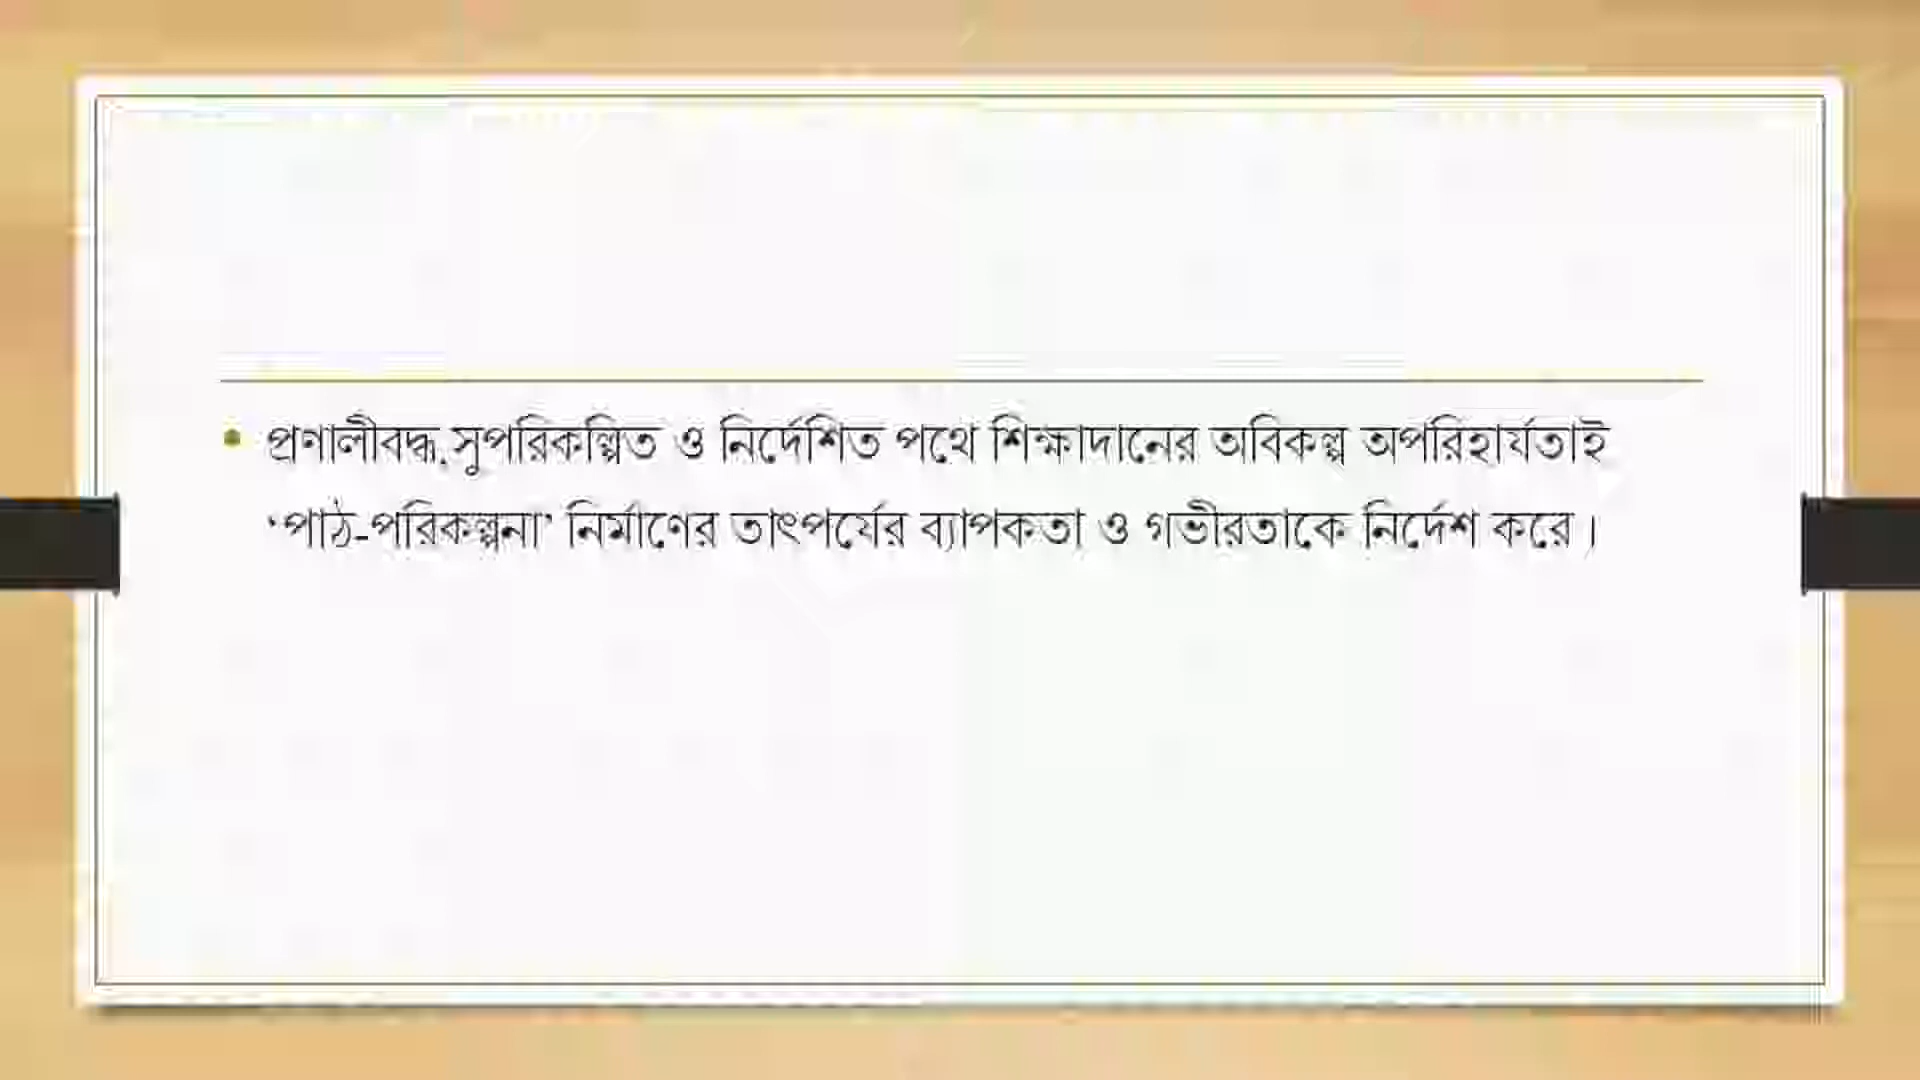 • প্রণালীবদ্ধ,সুপরিকল্পিত ও নির্দেশিত পথে শিক্ষাদানের অবিকল্প অপরিহার্যতাই
‘পাঠ-পরিকল্পনা’ নির্মাণের তাৎপর্যের ব্যাপকতা ও গভীরতাকে নির্দেশ করে।